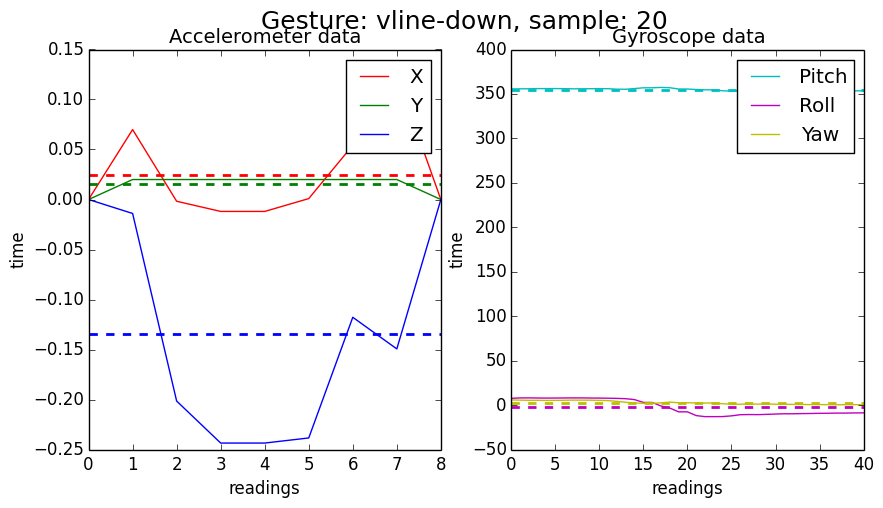 Gesture: vline-down, sample: 20
Accelerometer data
0.15
0.10
0.05
0.00
−0.05
−0.10
−0.15
−0.20
−0.25
time
0 1 2 3 4 5 6 7 8
readings
X
Y
Z
Gyroscope data
400
350
300
250
200
150
100
50
0
−50
time
0 5 10 15 20 25 30 35 40
readings
Pitch
Roll
Yaw